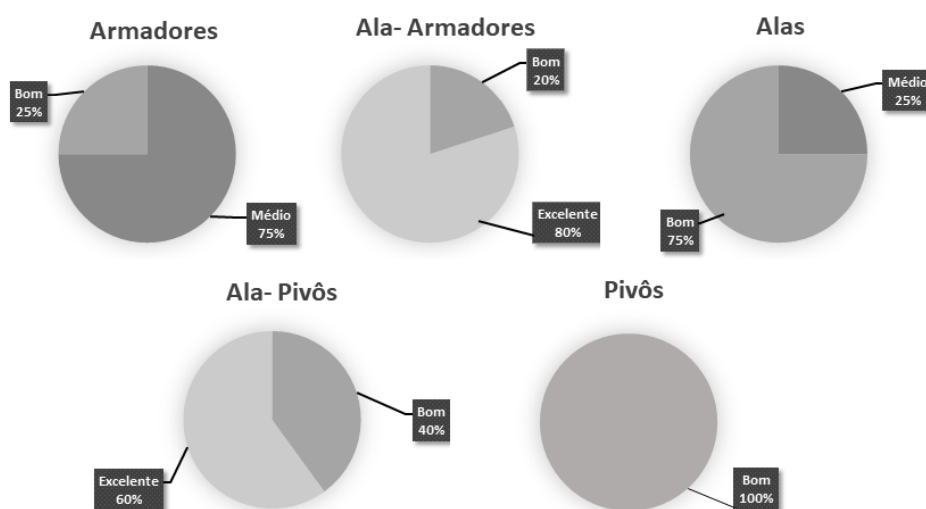 Armadores
Bom
25%
Médio
75%
Ala- Armadores
Bom
20%
Excelente
80%
Alas
Médio
25%
Bom
75%
Ala- Pivôs
Bom
40%
Excelente
60%
Pivôs
Bom
100%